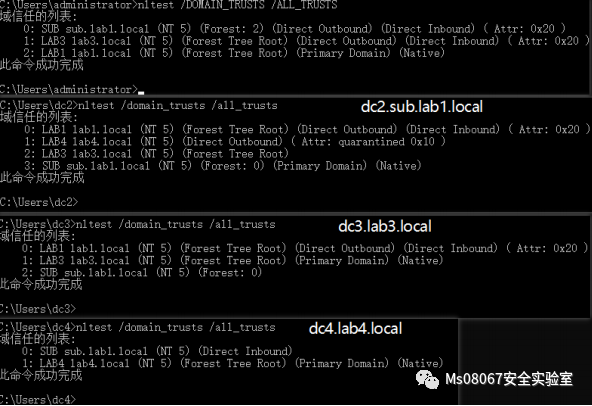 C:\Users\administrator>nltest /DOMAIN_TRUSTS /ALL_TRUSTS
域信任的列表:
0: SUB sub.lab1.local (NT 5) (Forest: 2) (Direct Outbound) (Direct Inbound) ( Attr: 0x20 )
1: LAB3 lab3.local (NT 5) (Forest Tree Root) (Direct Outbound) (Direct Inbound) ( Attr: 0x20 )
2: LAB1 lab1.local (NT 5) (Forest Tree Root) (Primary Domain) (Native)
此命令成功完成
C:\Users\administrator>
C:\Users\dc2>nltest /domain_trusts /all_trusts
dc2.sub.lab1.local
域信任的列表:
0: LAB1 lab1.local (NT 5) (Forest Tree Root) (Direct Outbound) (Direct Inbound) ( Attr: 0x20 )
1: LAB4 lab4.local (NT 5) (Direct Outbound) ( Attr: quarantined 0x10 )
2: LAB3 lab3.local (NT 5) (Forest Tree Root)
3: SUB sub.lab1.local (NT 5) (Forest: 0) (Primary Domain) (Native)
此命令成功完成
C:\Users\dc2>
C:\Users\dc3>nltest /domain_trusts /all_trusts
dc3.lab3.local
域信任的列表:
0: LAB1 lab1.local (NT 5) (Forest Tree Root) (Direct Outbound) (Direct Inbound) ( Attr: 0x20 )
1: LAB3 lab3.local (NT 5) (Forest Tree Root) (Primary Domain) (Native)
2: SUB sub.lab1.local (NT 5) (Forest: 0)
此命令成功完成
C:\Users\dc3>
C:\Users\dc4>nltest /domain_trusts /all_trusts
dc4.lab4.local
域信任的列表:
0: SUB sub.lab1.local (NT 5) (Direct Inbound)
1: LAB4 lab4.local (NT 5) (Forest Tree Root) (Primary Domain) (Native)
此命令成功完成
C:\Users\dc4>
Ms08067安全实验室